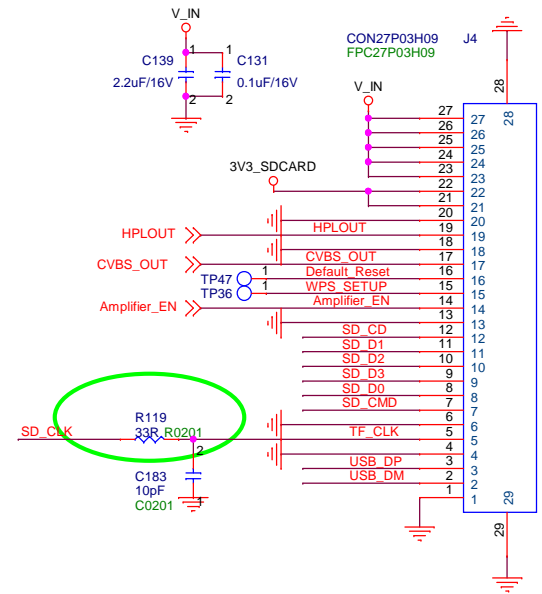 V_IN
CON27P03H09 J4
FPC27P03H09
C139 1 1 C131
2.2uF/16V 0.1uF/16V
2 2
28
28
V_IN
27 27
26 26
25 25
24 24
23 23
3V3_SDCARD
22 22
21 21
20 20
HPLOUT HPLOUT 19 19
18 18
CVBS_OUT CVBS_OUT 17 17
TP47 1 Default_Reset 16 16
TP36 1 WPS_SETUP 15 15
Amplifier_EN Amplifier_EN 14 14
13 13
SD_CD 12 12
SD_D1 11 11
SD_D2 10 10
SD_D3 9 9
SD_D0 8 8
SD_CMD 7 7
6 6
R119
SD_CLK 33R R0201 TF_CLK 5 5
2
4 4
C183 USB_DP 3 3
10pF USB_DM 2 2
C0201 1
1 1
29
29